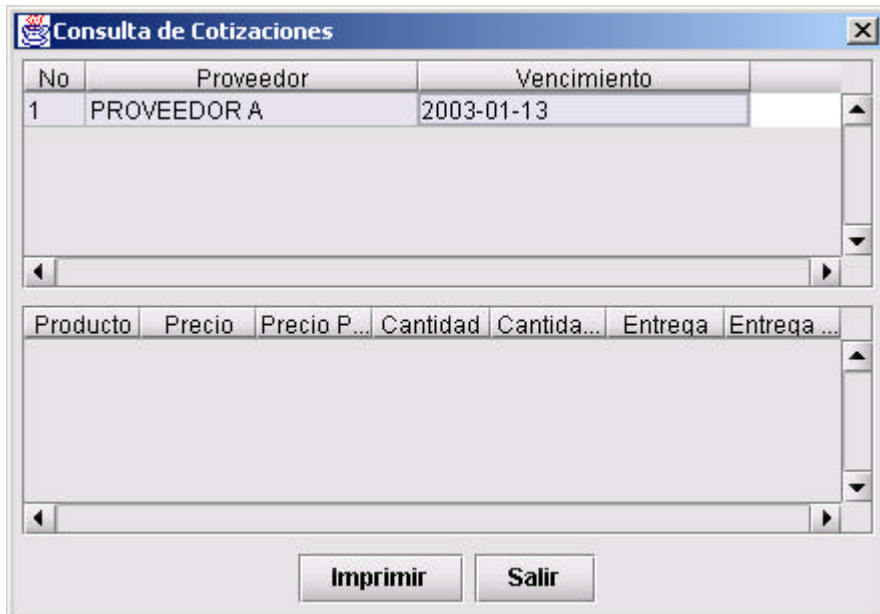 Consulta de Cotizaciones
No Proveedor Vencimiento
1 PROVEEDOR A 2003-01-13
Producto Precio Precio P... Cantidad Cantida... Entrega Entrega ...
Imprimir Salir